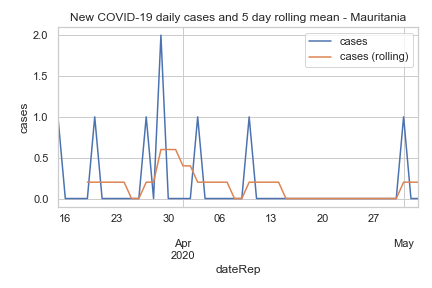 New COVID-19 daily cases and 5 day rolling mean - Mauritania
cases
cases (rolling)
2.0
1.5
1.0
0.5
0.0
cases
16 23 30 06 13 20 27
Apr May
2020
dateRep